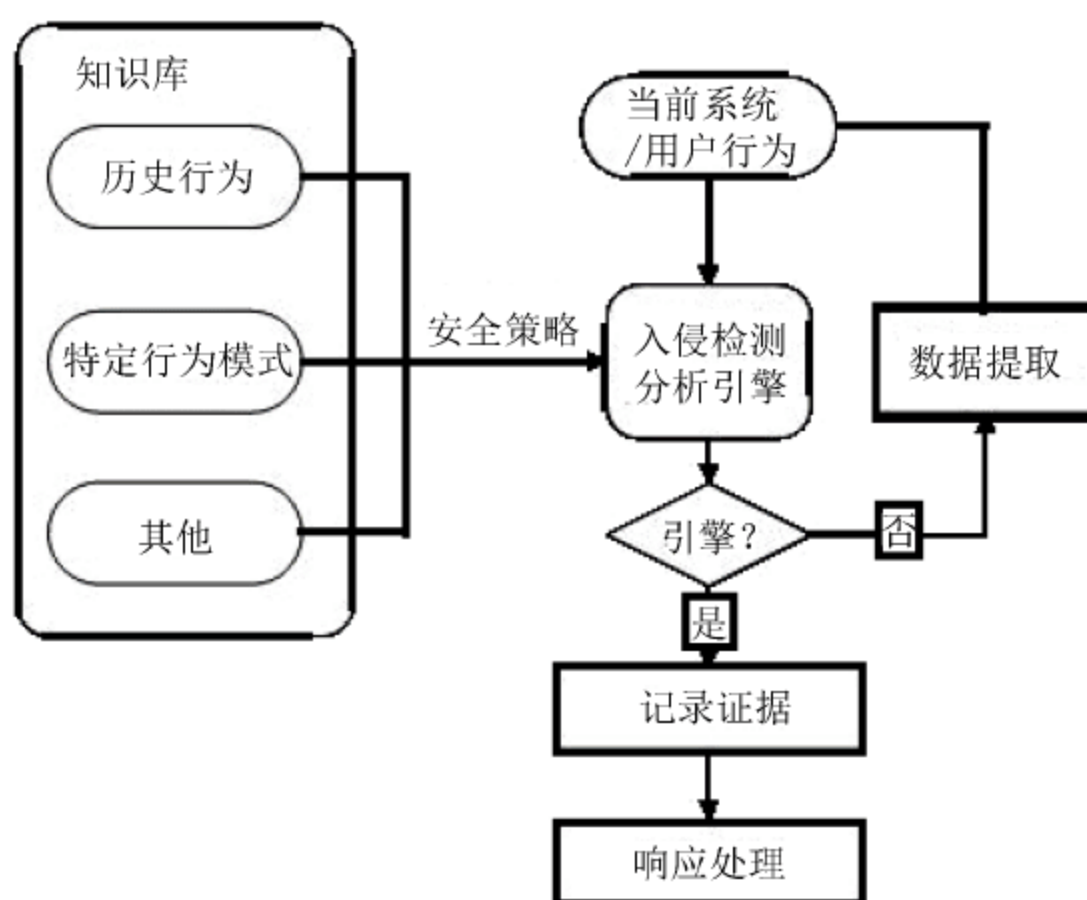 知识库
历史行为
特定行为模式
其他
安全策略
当前系统
/用户行为
入侵检测
分析引擎
数据提取
引擎?
否
是
记录证据
响应处理